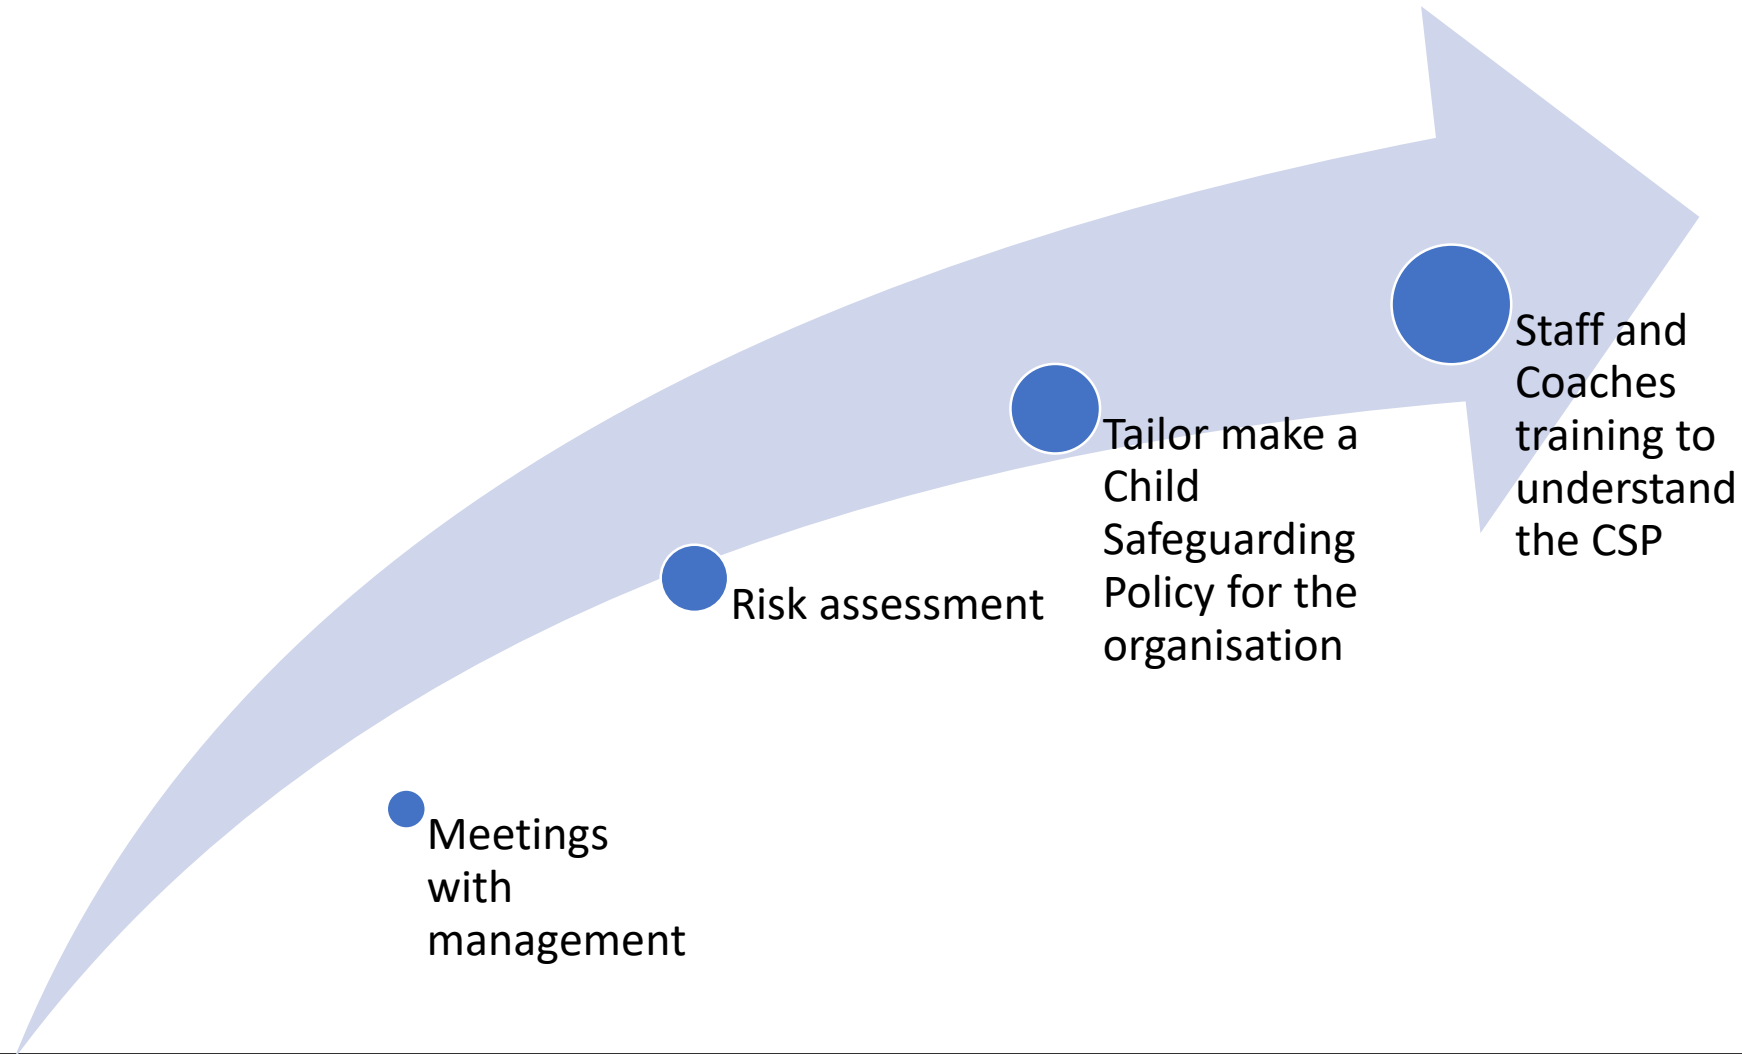 Meetings
with
management
Risk assessment
Tailor make a
Child
Safeguarding
Policy for the
organisation
Staff and
Coaches
training to
understand
the CSP